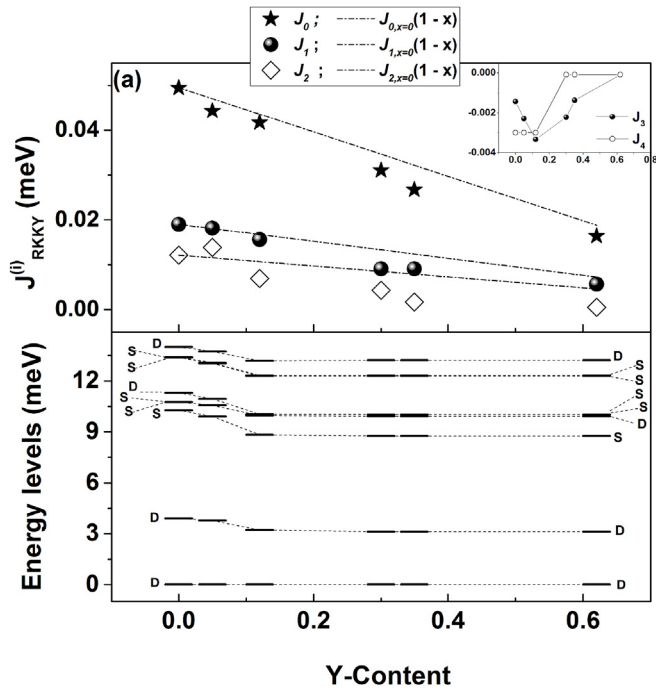 J0 ; J0,x=0(1 - x)
J1 ; J1,x=0(1 - x)
J2 ; J2,x=0(1 - x)
(a)
0.000
-0.002
-0.004
0.0 0.2 0.4 0.6 0.8
J3
J4
0.04
0.02
0.00
J(i)RKKY (meV)
D
S
S
D
S
S
D
D
D
S
S
S
S
D
S
D
D
12
9
6
3
0
Energy levels (meV)
0.0 0.2 0.4 0.6
Y-Content